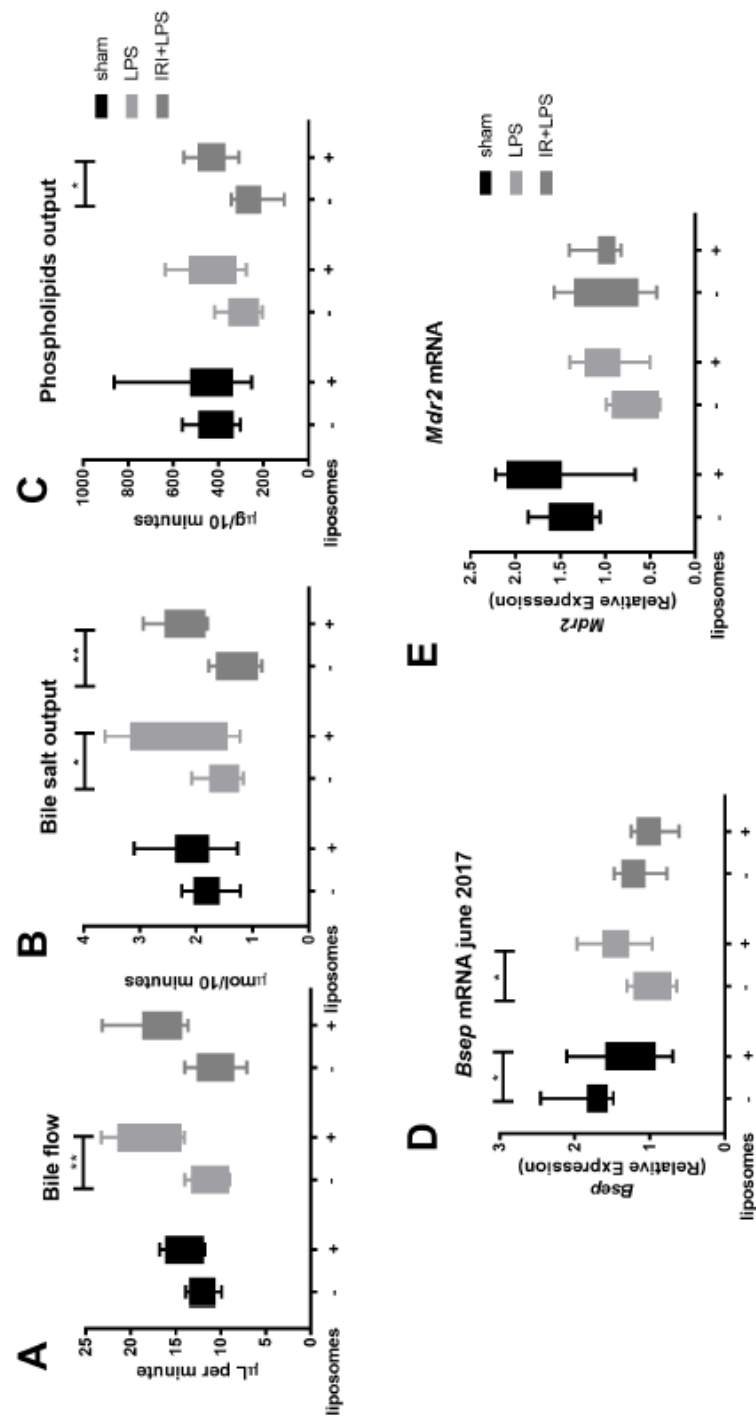 A
Bile flow
**
μL per minute
25
20
15
10
5
0
liposomes
- + - + - +
B
Bile salt output
* **
μmol/10 minutes
4
3
2
1
0
liposomes
- + - + - +
C
Phospholipids output
*
μg/10 minutes
1000
800
600
400
200
0
liposomes
- + - + - +
sham
LPS
IRI+LPS
D
Bsep mRNA june 2017
* *
Bsep
(Relative Expression)
3
2
1
0
liposomes
- + - + - +
E
Mdr2 mRNA
Mdr2
(Relative Expression)
2.5
2.0
1.5
1.0
0.5
0.0
liposomes
- + - + - +
sham
LPS
IR+LPS